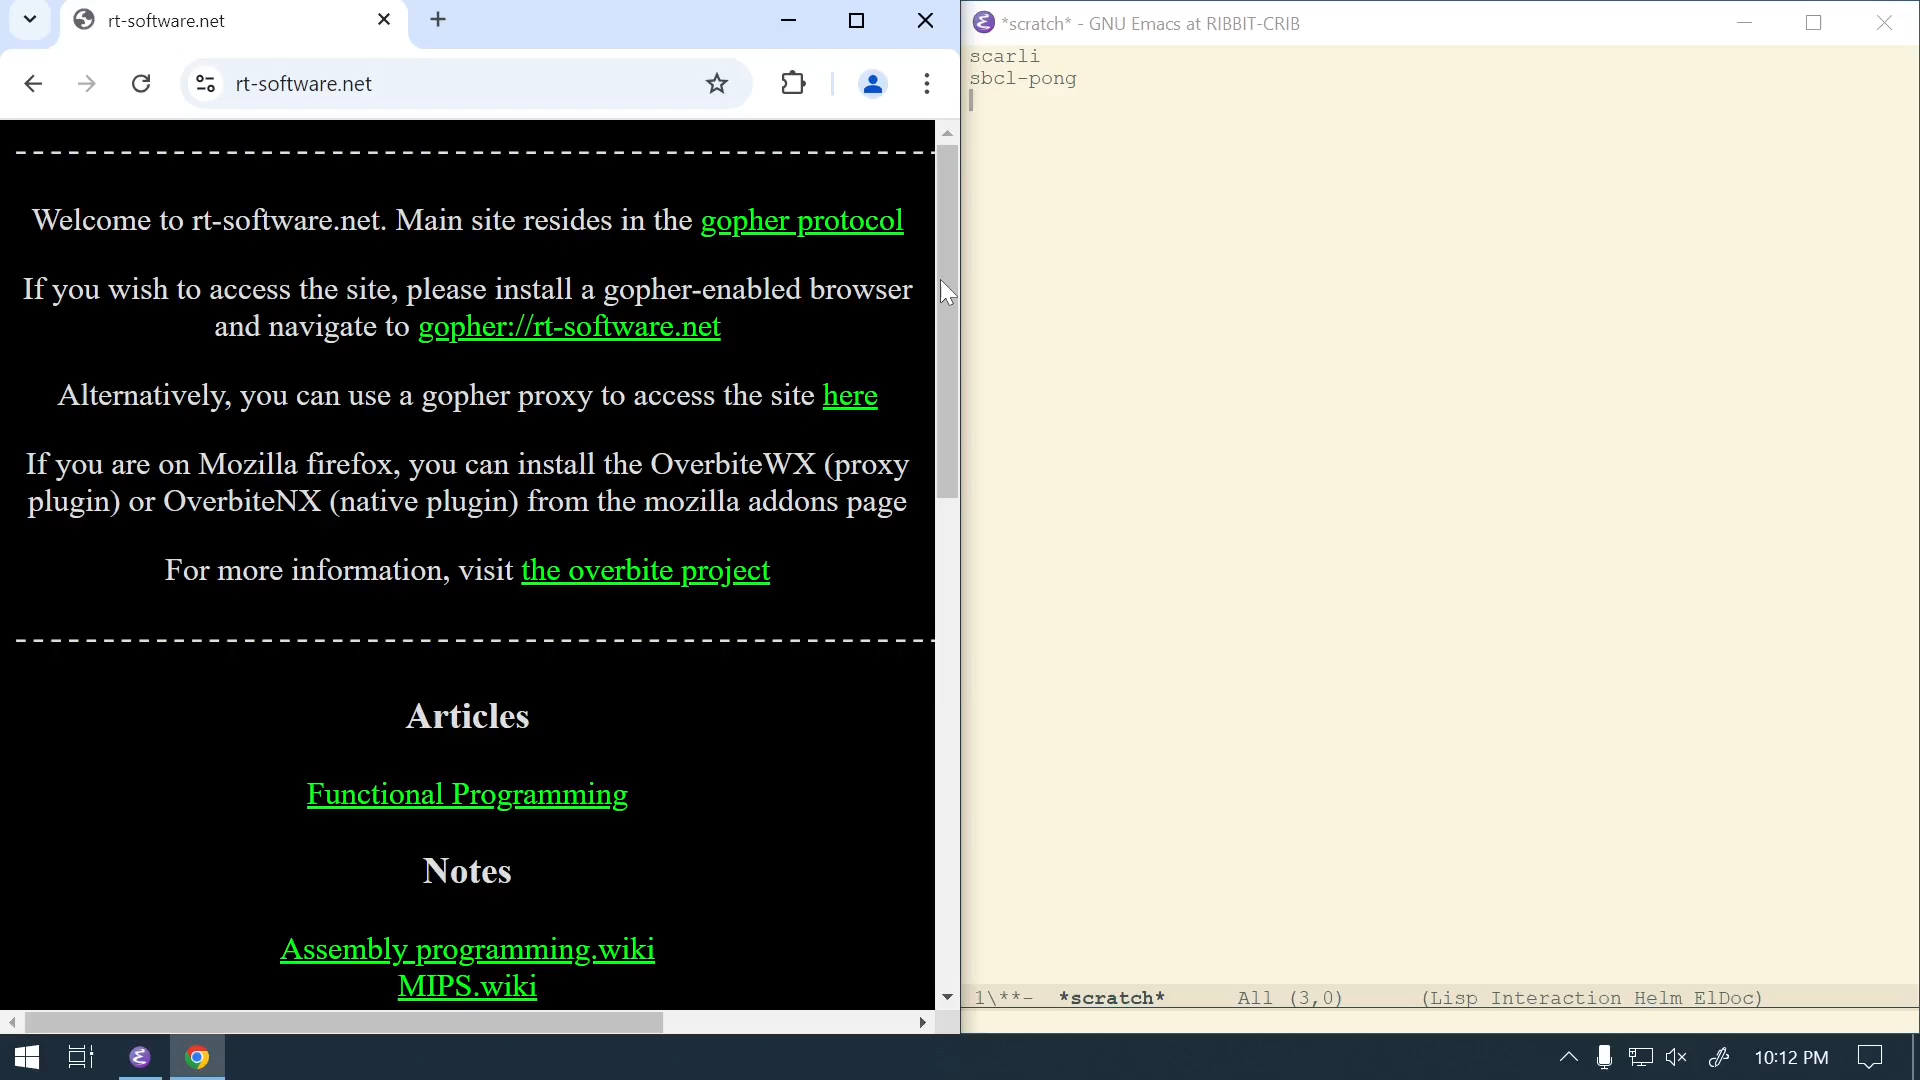 rt-software.net
rt-software.net
Welcome to rt-software.net. Main site resides in the gopher protocol
If you wish to access the site, please install a gopher-enabled browser
and navigate to gopher://rt-software.net
Alternatively, you can use a gopher proxy to access the site here
If you are on Mozilla firefox, you can install the OverbiteWX (proxy
plugin) or OverbiteNX (native plugin) from the mozilla addons page
For more information, visit the overbite project
Articles
Functional Programming
Notes
Assembly programming.wiki
MIPS.wiki
*scratch* - GNU Emacs at RIBBIT-CRIB
scarli
sbcl-pong
1\**-  *scratch*      All (3,0)      (Lisp Interaction Helm ElDoc)
10:12 PM